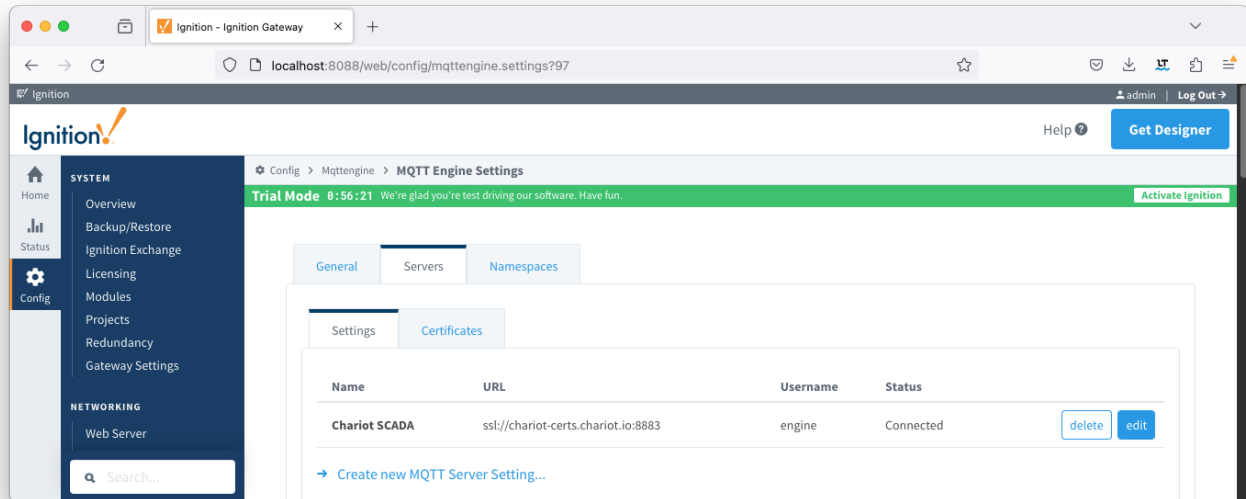 Ignition - Ignition Gateway
localhost:8088/web/config/mqttengine.settings?97
Ignition
admin | Log Out
Ignition!
Help
Get Designer
Home
Status
Config
SYSTEM
Overview
Backup/Restore
Ignition Exchange
Licensing
Modules
Projects
Redundancy
Gateway Settings
NETWORKING
Web Server
Search...
Config > Mqttengine > MQTT Engine Settings
Trial Mode 0:56:21 We're glad you're test driving our software. Have fun.
Activate Ignition
General Servers Namespaces
Settings Certificates
Name URL Username Status
Chariot SCADA ssl://chariot-certs.chariot.io:8883 engine Connected delete edit
Create new MQTT Server Setting...